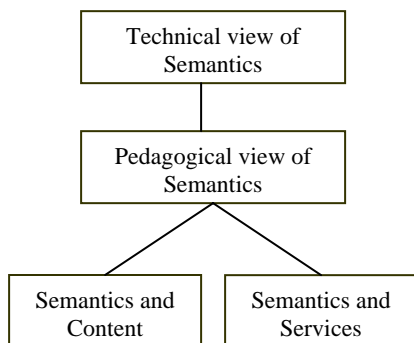 Technical view of
Semantics
Pedagogical view of
Semantics
Semantics and
Content
Semantics and
Services